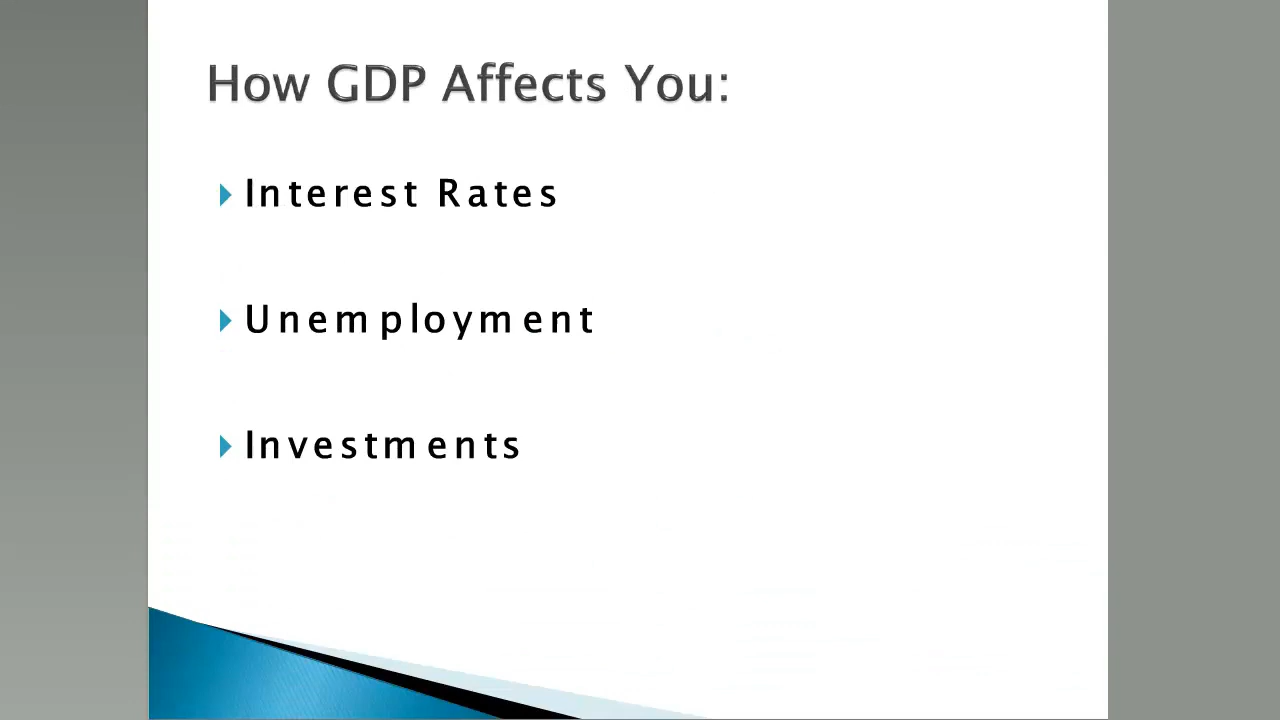 How GDP Affects You:
Interest Rates
Unemployment
Investments